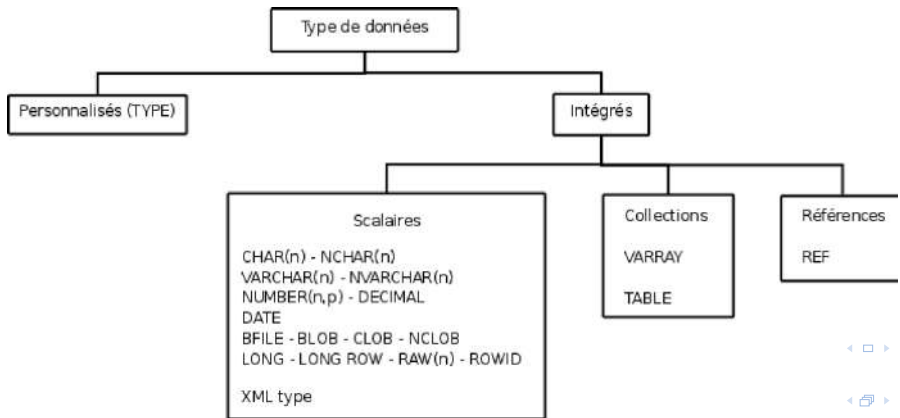 Type de données
Personnalisés (TYPE)
Intégrés
Scalaires
CHAR(n) - NCHAR(n)
VARCHAR(n) - NVARCHAR(n)
NUMBER(n,p) - DECIMAL
DATE
BFILE - BLOB - CLOB - NCLOB
LONG - LONG ROW - RAW(n) - ROWID
XML type
Collections
VARRAY
TABLE
Références
REF